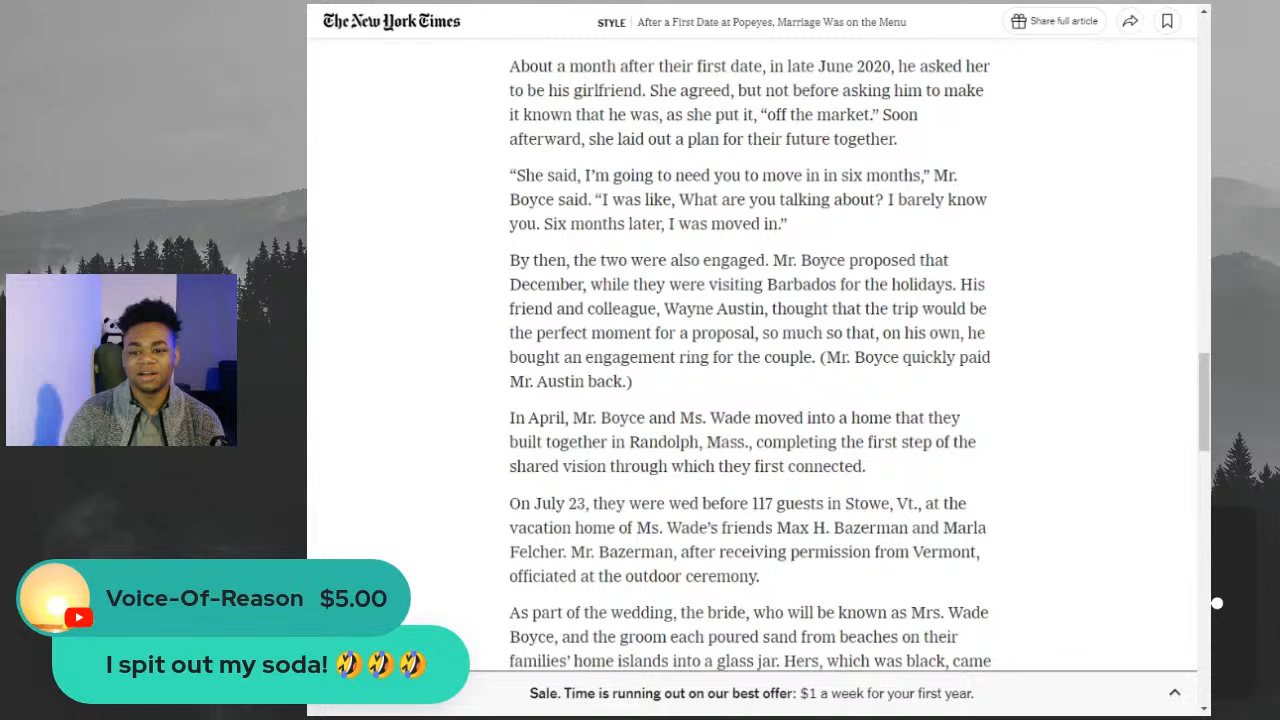 The New York Times
STYLE | After a First Date at Popeyes, Marriage Was on the Menu
Share full article
About a month after their first date, in late June 2020, he asked her
to be his girlfriend. She agreed, but not before asking him to make
it known that he was, as she put it, “off the market.” Soon
afterward, she laid out a plan for their future together.
“She said, I’m going to need you to move in in six months,” Mr.
Boyce said. “I was like, What are you talking about? I barely know
you. Six months later, I was moved in.”
By then, the two were also engaged. Mr. Boyce proposed that
December, while they were visiting Barbados for the holidays. His
friend and colleague, Wayne Austin, thought that the trip would be
the perfect moment for a proposal, so much so that, on his own, he
bought an engagement ring for the couple. (Mr. Boyce quickly paid
Mr. Austin back.)
In April, Mr. Boyce and Ms. Wade moved into a home that they
built together in Randolph, Mass., completing the first step of the
shared vision through which they first connected.
On July 23, they were wed before 117 guests in Stowe, Vt., at the
vacation home of Ms. Wade’s friends Max H. Bazerman and Marla
Felcher. Mr. Bazerman, after receiving permission from Vermont,
officiated at the outdoor ceremony.
As part of the wedding, the bride, who will be known as Mrs. Wade
Boyce, and the groom each poured sand from beaches on their
families’ home islands into a glass jar. Hers, which was black, came
Voice-Of-Reason $5.00
I spit out my soda! 🤣🤣🤣
Sale. Time is running out on our best offer: $1 a week for your first year.